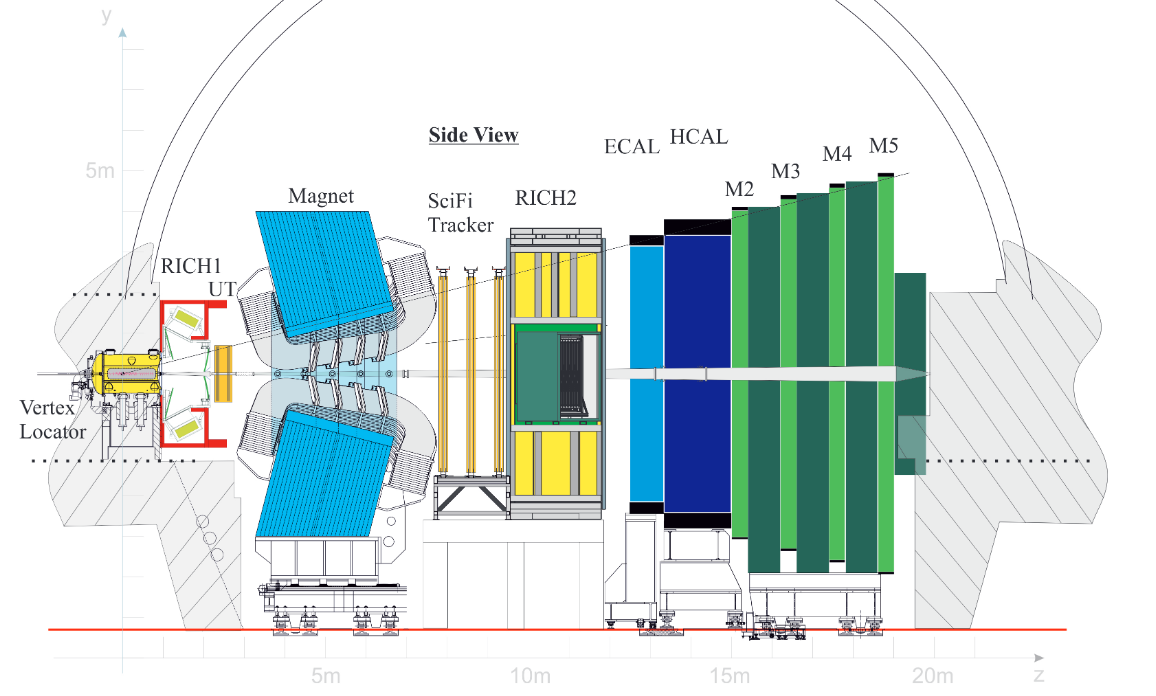 y
Side View
ECAL
HCAL
M5
M4
M3
5m
M2
Magnet
SciFi
Tracker
RICH2
RICH1
UT
Vertex
Locator
5m
10m
15m
20m
z